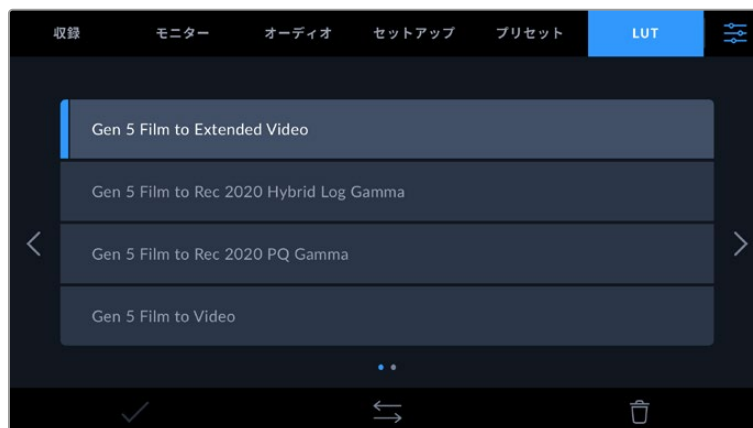 収録 モニター オーディオ セットアップ プリセット LUT
Gen 5 Film to Extended Video
Gen 5 Film to Rec 2020 Hybrid Log Gamma
Gen 5 Film to Rec 2020 PQ Gamma
Gen 5 Film to Video